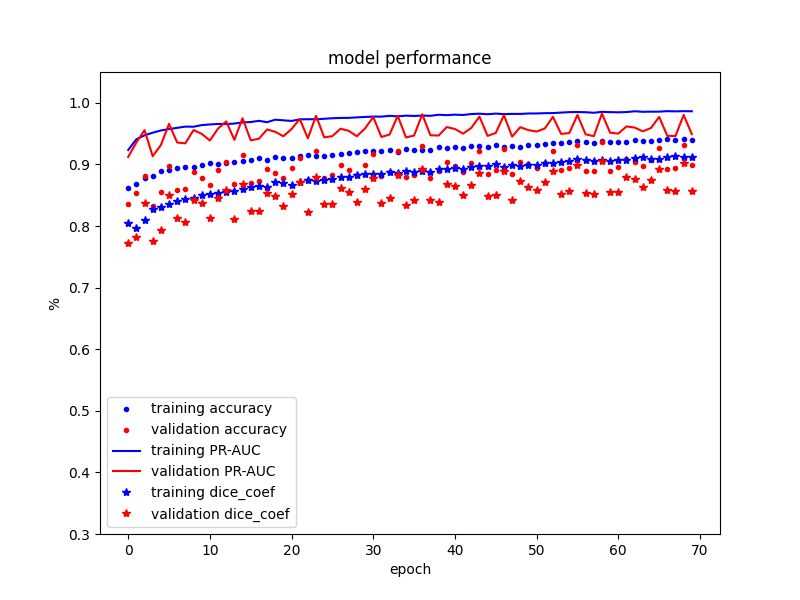 model performance
%
1.0
0.9
0.8
0.7
0.6
0.5
0.4
0.3
training accuracy
validation accuracy
training PR-AUC
validation PR-AUC
training dice_coef
validation dice_coef
0 10 20 30 40 50 60 70
epoch